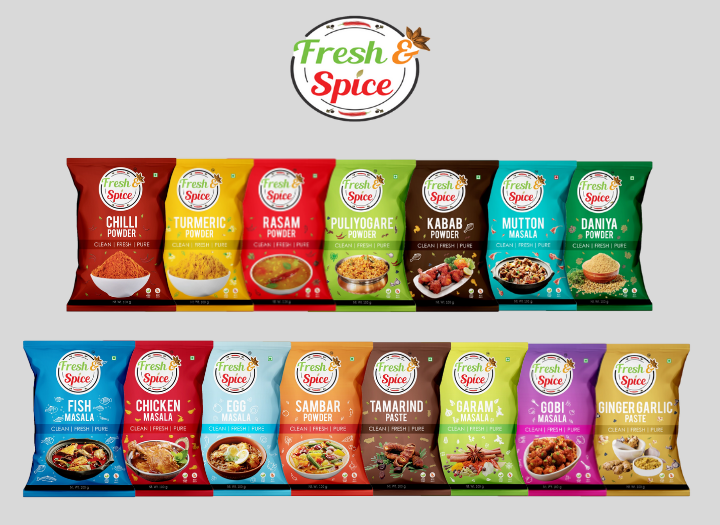 Fresh &
Spice
Fresh &
Spice
CHILLI
POWDER
CLEAN | FRESH | PURE
Fresh &
Spice
TURMERIC
POWDER
CLEAN | FRESH | PURE
Fresh &
Spice
RASAM
POWDER
CLEAN | FRESH | PURE
Fresh &
Spice
PULIYOGARE
POWDER
CLEAN | FRESH | PURE
Fresh &
Spice
KABAB
POWDER
CLEAN | FRESH | PURE
Fresh &
Spice
MUTTON
MASALA
CLEAN | FRESH | PURE
Fresh &
Spice
DANIYA
POWDER
CLEAN | FRESH | PURE
Fresh &
Spice
FISH
MASALA
CLEAN | FRESH | PURE
Fresh &
Spice
CHICKEN
MASALA
CLEAN | FRESH | PURE
Fresh &
Spice
EGG
MASALA
CLEAN | FRESH | PURE
Fresh &
Spice
SAMBAR
POWDER
CLEAN | FRESH | PURE
Fresh &
Spice
TAMARIND
PASTE
CLEAN | FRESH | PURE
Fresh &
Spice
GARAM
MASALA
CLEAN | FRESH | PURE
Fresh &
Spice
GOBI
MASALA
CLEAN | FRESH | PURE
Fresh &
Spice
GINGER GARLIC
PASTE
CLEAN | FRESH | PURE